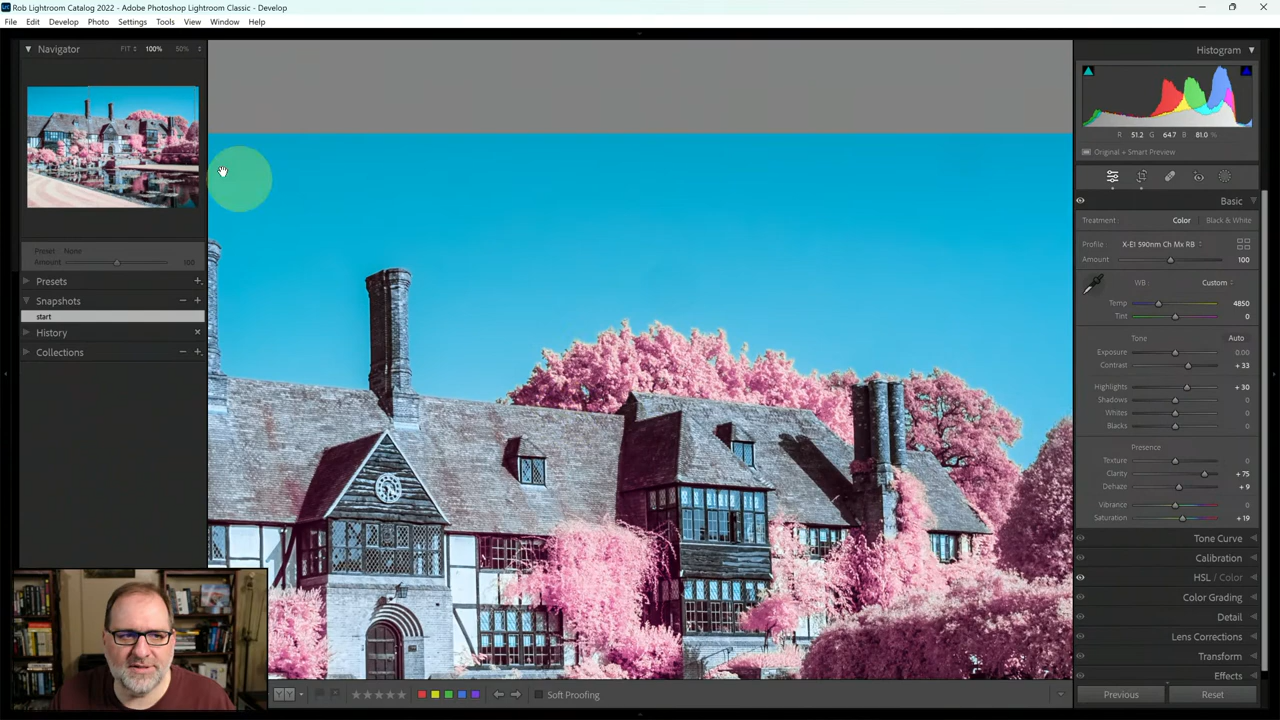 Rob Lightroom Catalog 2022 - Adobe Photoshop Lightroom Classic - Develop
File Edit Develop Photo Settings Tools View Window Help
Navigator FIT 100% 50%
Histogram
R 51.2 G 64.7 B 81.0 %
Original + Smart Preview
Basic
Treatment : Color Black & White
Profile X-E1 590nm Ch Mx RB
Amount 100
WB : Custom
Temp 4850
Tint 0
Tone Auto
Exposure 0.00
Contrast + 33
Highlights + 30
Shadows 0
Whites 0
Blacks 0
Presence
Texture 0
Clarity + 75
Dehaze + 9
Vibrance 0
Saturation + 19
Tone Curve
Calibration
HSL / Color
Color Grading
Detail
Lens Corrections
Transform
Effects
Previous Reset
Preset : None
Amount 100
Presets
Snapshots
start
History
Collections
Y Y
Soft Proofing